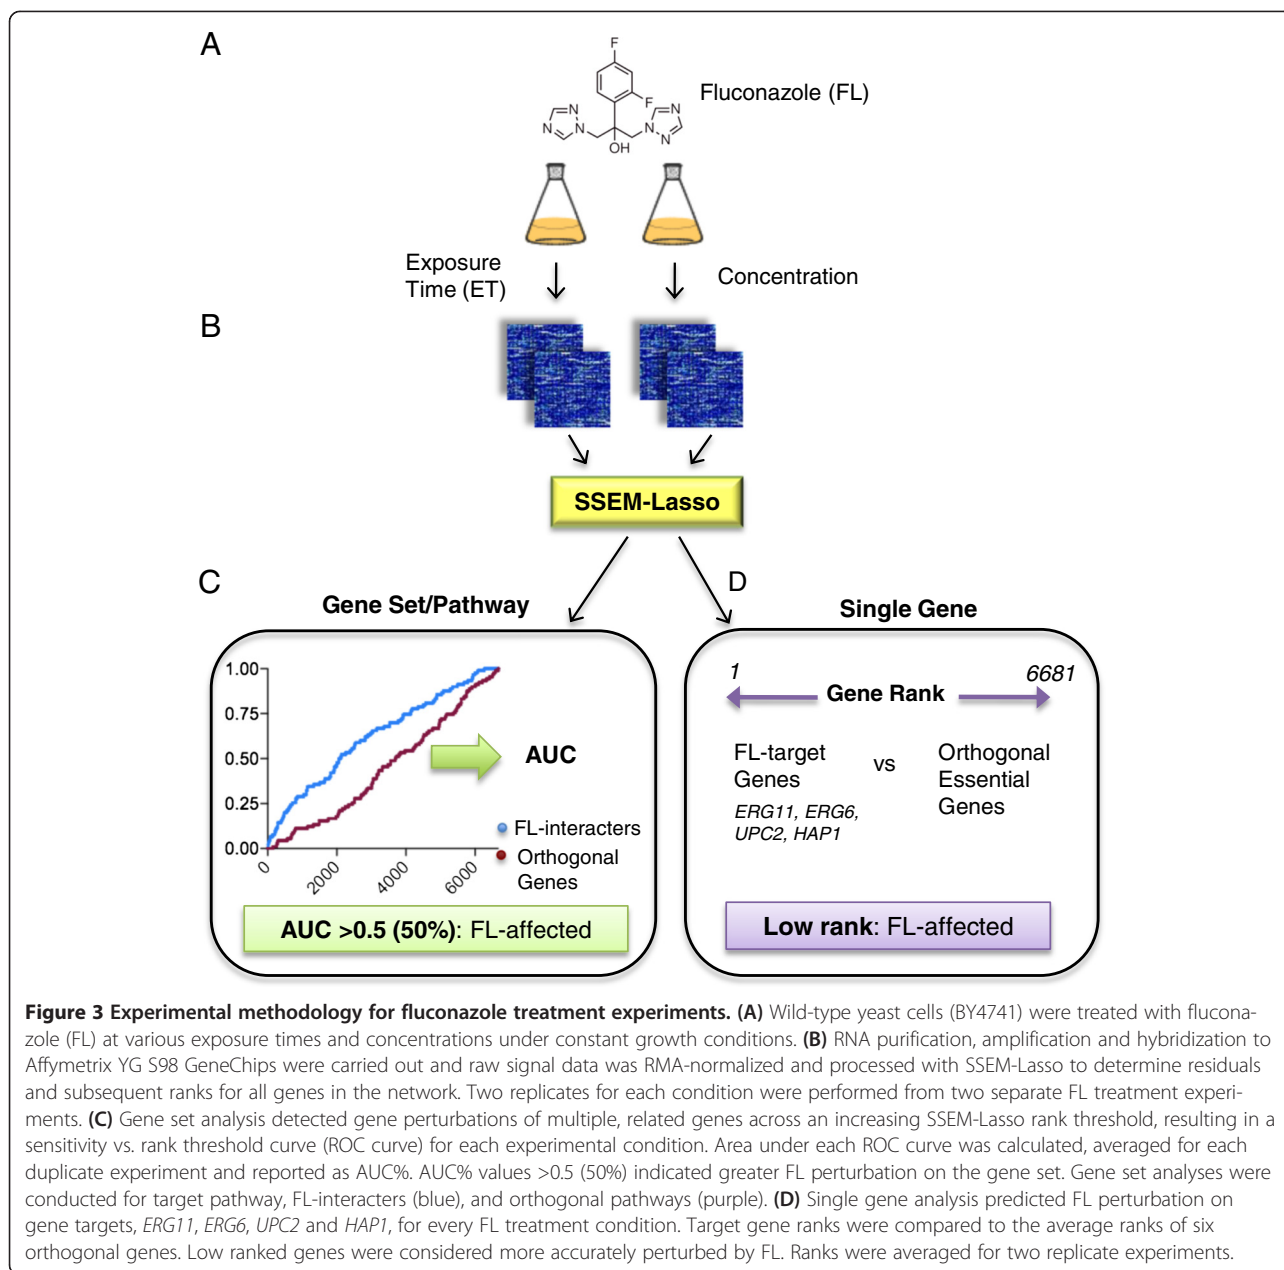 A
F
F
Fluconazole (FL)
N
N
N
N
N
N
OH
Exposure
Time (ET)
Concentration
B
SSEM-Lasso
C
D
Gene Set/Pathway
Single Gene
1.00
0.75
0.50
0.25
0.00
0
2000
4000
6000
AUC
FL-interacters
Orthogonal
Genes
AUC >0.5 (50%): FL-affected
1
6681
Gene Rank
FL-target
Genes
vs
Orthogonal
Essential
Genes
ERG11, ERG6,
UPC2, HAP1
Low rank: FL-affected
Figure 3 Experimental methodology for fluconazole treatment experiments. (A) Wild-type yeast cells (BY4741) were treated with flucona-
zole (FL) at various exposure times and concentrations under constant growth conditions. (B) RNA purification, amplification and hybridization to
Affymetrix YG S98 GeneChips were carried out and raw signal data was RMA-normalized and processed with SSEM-Lasso to determine residuals
and subsequent ranks for all genes in the network. Two replicates for each condition were performed from two separate FL treatment experi-
ments. (C) Gene set analysis detected gene perturbations of multiple, related genes across an increasing SSEM-Lasso rank threshold, resulting in a
sensitivity vs. rank threshold curve (ROC curve) for each experimental condition. Area under each ROC curve was calculated, averaged for each
duplicate experiment and reported as AUC%. AUC% values >0.5 (50%) indicated greater FL perturbation on the gene set. Gene set analyses were
conducted for target pathway, FL-interacters (blue), and orthogonal pathways (purple). (D) Single gene analysis predicted FL perturbation on
gene targets, ERG11, ERG6, UPC2 and HAP1, for every FL treatment condition. Target gene ranks were compared to the average ranks of six
orthogonal genes. Low ranked genes were considered more accurately perturbed by FL. Ranks were averaged for two replicate experiments.